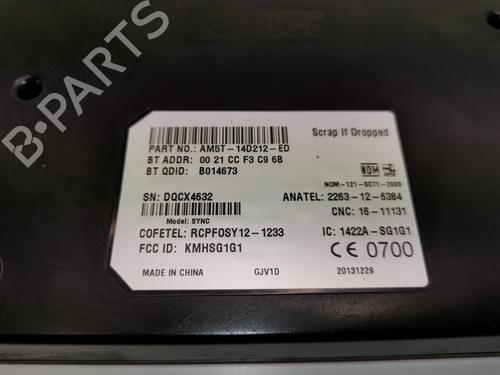 FoMoCo
Scrap If Dropped
PART NO.: AM5T-14D212-ED
BT ADDR: 00 21 CC F3 C9 6B
BT QDID: B014673
NOM
NOM-121-SCT1-2009
SN: DQCX4632
ANATEL: 2263-12-6384
Model: SYNC
CNC: 16-11131
COFETEL: RCPFOSY12-1233
IC: 1422A-SG1G1
FCC ID: KMHSG1G1
CE 0700
MADE IN CHINA
GJV1D
20131229
B-PARTS